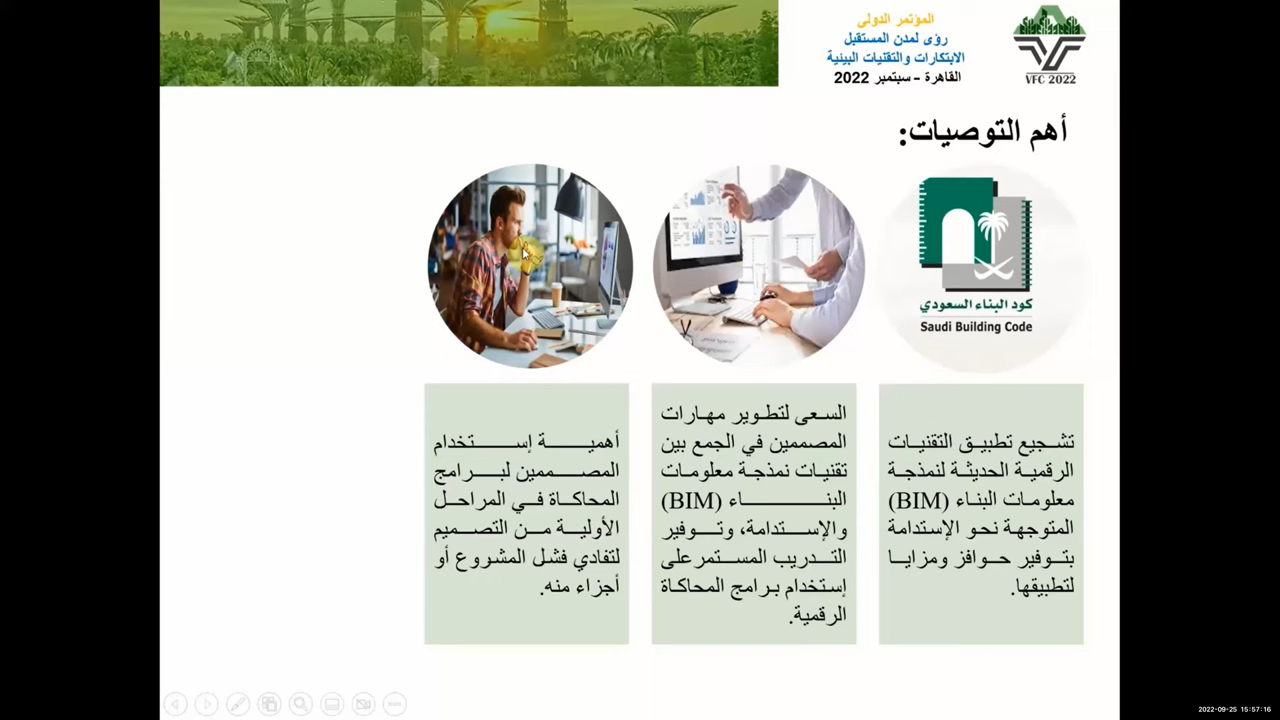 المؤتمر الدولى
رؤى لمدن المستقبل
الابتكارات والتقنيات البينية
القاهرة - سبتمبر 2022
VFC 2022
أهم التوصيات:
كود البناء السعودي
Saudi Building Code
تشجيع تطبيق التقنيات
الرقمية الحديثة لنمذجة
معلومات البناء (BIM)
المتوجهة نحو الإستدامة
بتوفير حوافز ومزايا
لتطبيقها.
السعى لتطوير مهارات
المصممين في الجمع بين
تقنيات نمذجة معلومات
البناء (BIM)
والإستدامة، وتوفير
التدريب المستمرعلى
إستخدام برامج المحاكاة
الرقمية.
أهمية إستخدام
المصممين لبرامج
المحاكاة في المراحل
الأولية من التصميم
لتفادي فشل المشروع أو
أجزاء منه.
2022-09-25 15:57:16